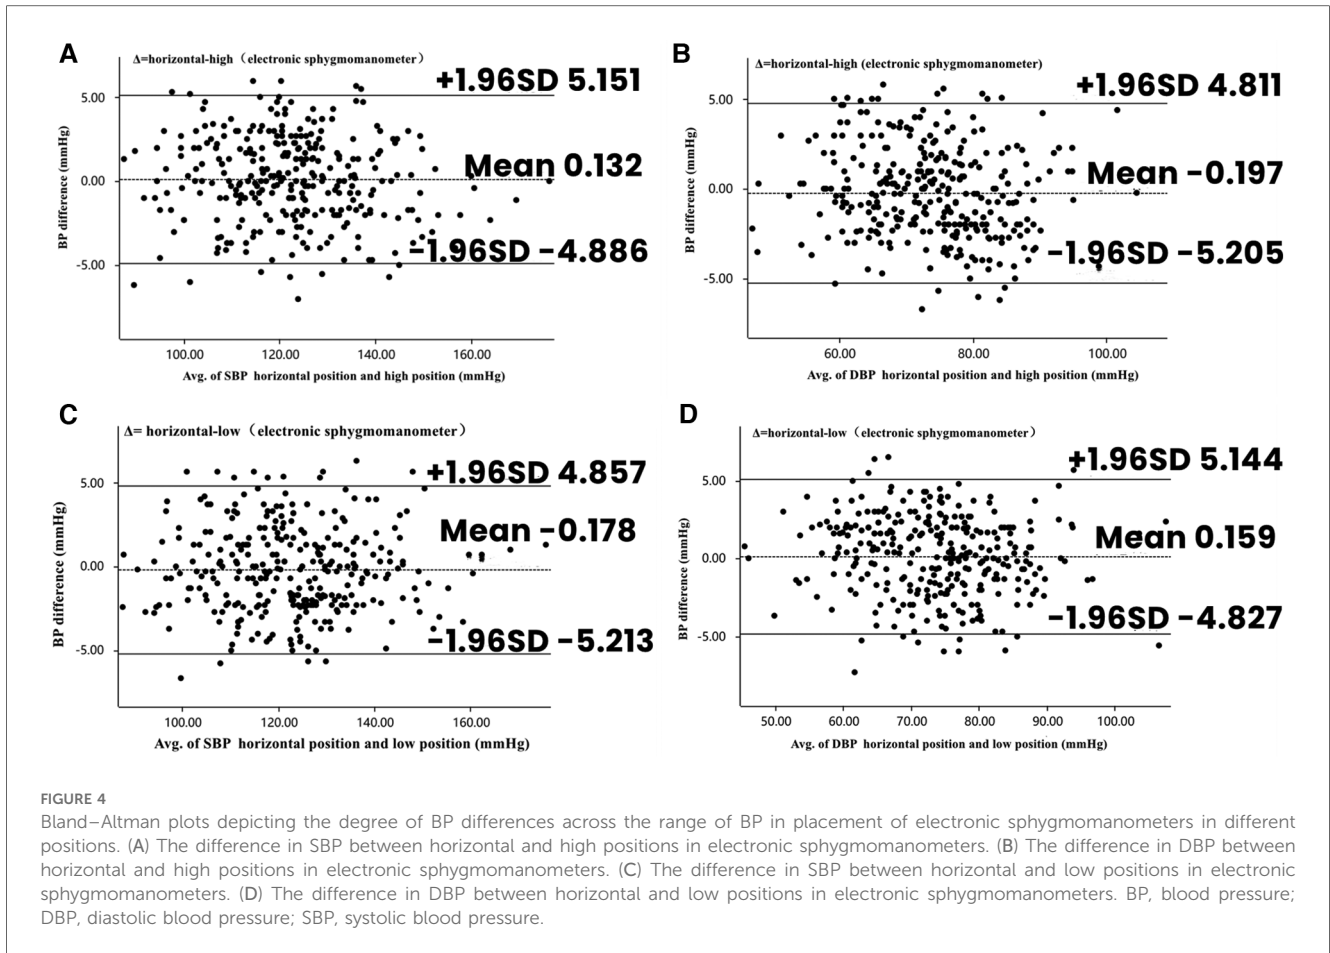 A
Δ=horizontal-high（electronic sphygmomanometer）
+1.96SD 5.151
5.00
Mean 0.132
0.00
−1.96SD −4.886
-5.00
BP difference (mmHg)
100.00 120.00 140.00 160.00
Avg. of SBP horizontal position and high position (mmHg)
B
Δ=horizontal-high (electronic sphygmomanometer)
+1.96SD 4.811
5.00
Mean −0.197
0.00
−1.96SD −5.205
-5.00
BP difference (mmHg)
60.00 80.00 100.00
Avg. of DBP horizontal position and high position (mmHg)
C
Δ= horizontal-low（electronic sphygmomanometer）
+1.96SD 4.857
5.00
Mean −0.178
0.00
−1.96SD −5.213
-5.00
BP difference (mmHg)
100.00 120.00 140.00 160.00
Avg. of SBP horizontal position and low position (mmHg)
D
Δ=horizontal-low（electronic sphygmomanometer）
+1.96SD 5.144
5.00
Mean 0.159
0.00
−1.96SD −4.827
-5.00
BP difference (mmHg)
50.00 60.00 70.00 80.00 90.00 100.00
Avg. of DBP horizontal position and low position (mmHg)
FIGURE 4
Bland–Altman plots depicting the degree of BP differences across the range of BP in placement of electronic sphygmomanometers in different
positions. (A) The difference in SBP between horizontal and high positions in electronic sphygmomanometers. (B) The difference in DBP between
horizontal and high positions in electronic sphygmomanometers. (C) The difference in SBP between horizontal and low positions in electronic
sphygmomanometers. (D) The difference in DBP between horizontal and low positions in electronic sphygmomanometers. BP, blood pressure;
DBP, diastolic blood pressure; SBP, systolic blood pressure.